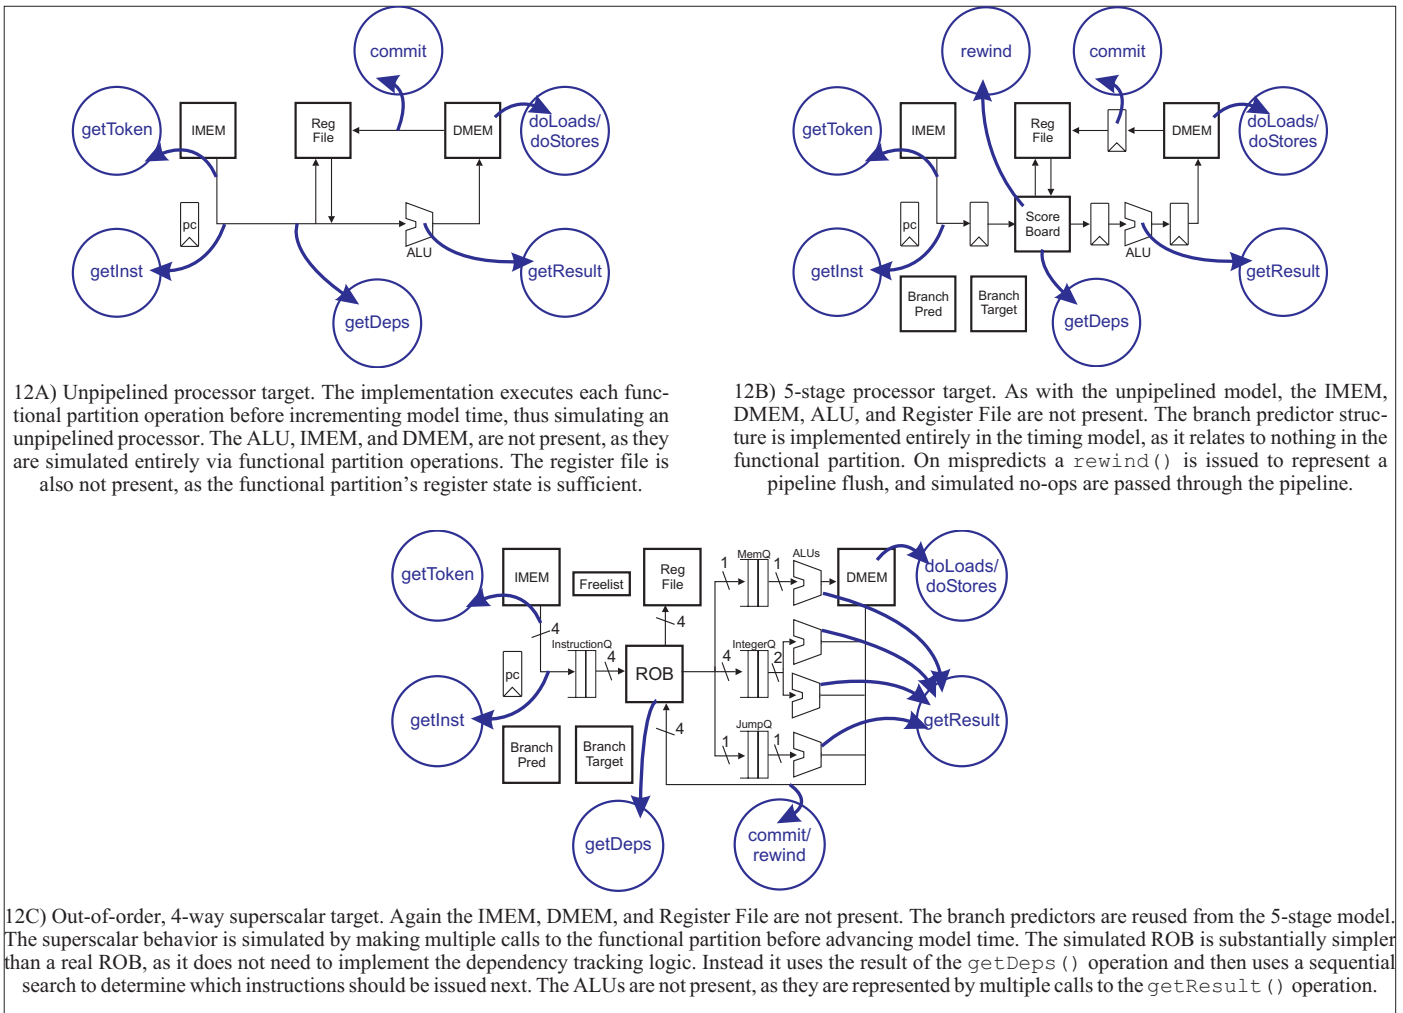 commit
getToken
IMEM
Reg
File
DMEM
doLoads/
doStores
pc
ALU
getInst
getResult
getDeps
12A) Unpipelined processor target. The implementation executes each func-
tional partition operation before incrementing model time, thus simulating an
unpipelined processor. The ALU, IMEM, and DMEM, are not present, as they
are simulated entirely via functional partition operations. The register file is
also not present, as the functional partition's register state is sufficient.
rewind
commit
getToken
IMEM
Reg
File
DMEM
doLoads/
doStores
pc
Score
Board
ALU
getInst
getResult
Branch
Pred
Branch
Target
getDeps
12B) 5-stage processor target. As with the unpipelined model, the IMEM,
DMEM, ALU, and Register File are not present. The branch predictor struc-
ture is implemented entirely in the timing model, as it relates to nothing in the
functional partition. On mispredicts a rewind() is issued to represent a
pipeline flush, and simulated no-ops are passed through the pipeline.
getToken
IMEM
Freelist
Reg
File
MemQ
ALUs
1
1
DMEM
doLoads/
doStores
4
4
InstructionQ
4
pc
ROB
IntegerQ
4
2
getInst
getResult
4
JumpQ
1
1
Branch
Pred
Branch
Target
getDeps
commit/
rewind
12C) Out-of-order, 4-way superscalar target. Again the IMEM, DMEM, and Register File are not present. The branch predictors are reused from the 5-stage model.
The superscalar behavior is simulated by making multiple calls to the functional partition before advancing model time. The simulated ROB is substantially simpler
than a real ROB, as it does not need to implement the dependency tracking logic. Instead it uses the result of the getDeps() operation and then uses a sequential
search to determine which instructions should be issued next. The ALUs are not present, as they are represented by multiple calls to the getResult() operation.